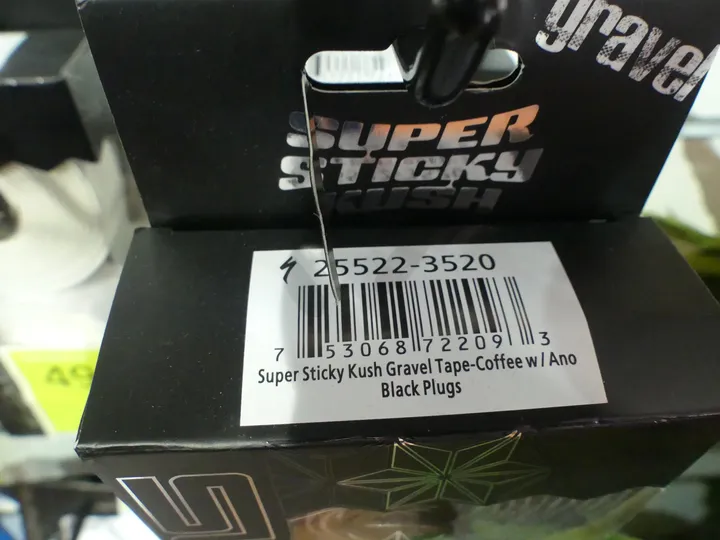 gravel
SUPER
STICKY
KUSH
25522-3520
7 53068 72209 3
Super Sticky Kush Gravel Tape-Coffee w/Ano
Black Plugs
49